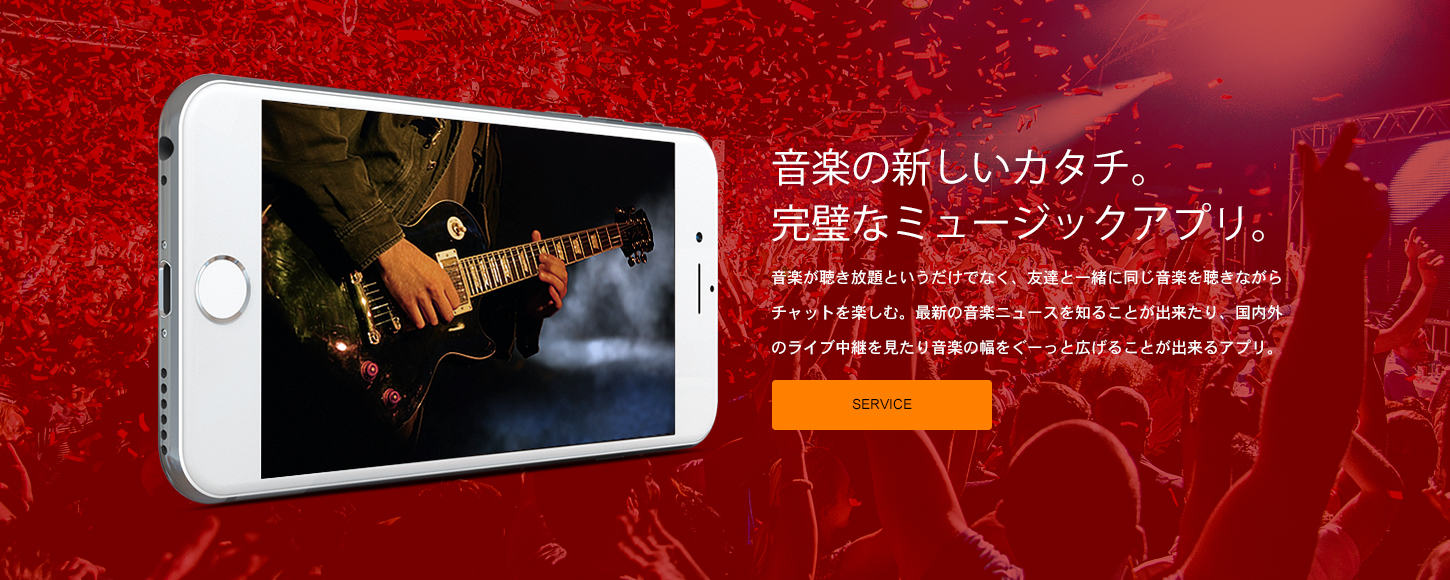 音楽の新しいカタチ。
完璧なミュージックアプリ。
音楽が聴き放題というだけでなく、友達と一緒に同じ音楽を聴きながら
チャットを楽しむ。最新の音楽ニュースを知ることが出来たり、国内外
のライブ中継を見たり音楽の幅をぐーっと広げることが出来るアプリ。
SERVICE